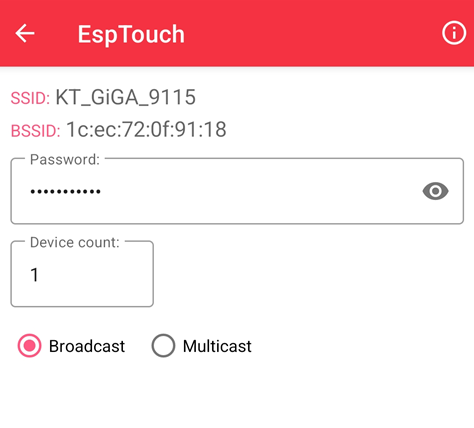 EspTouch
SSID: KT_GiGA_9115
BSSID: 1c:ec:72:0f:91:18
Password:
•••••••••••
Device count:
1
Broadcast Multicast